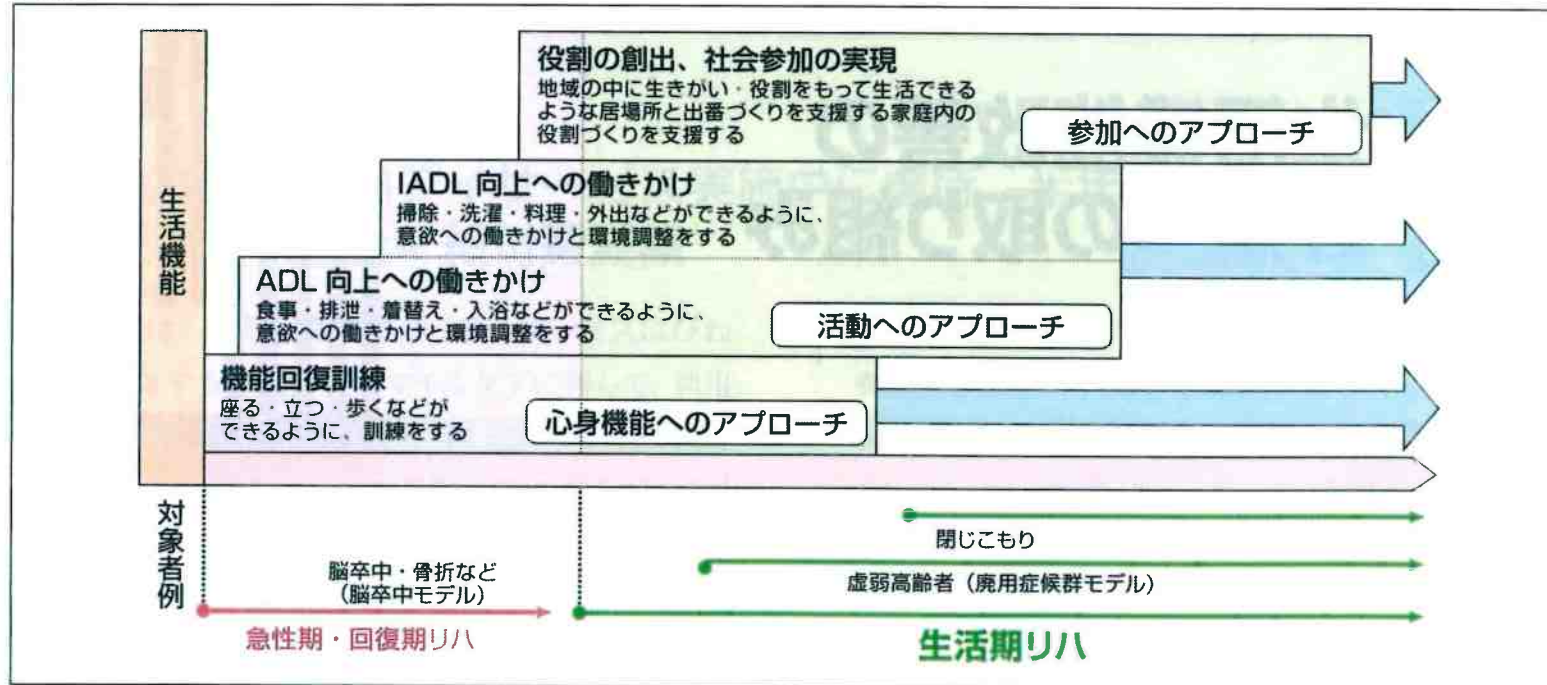 役割の創出、社会参加の実現
地域の中に生きがい・役割をもって生活できる
ような居場所と出番づくりを支援する家庭内の
役割づくりを支援する
参加へのアプローチ
IADL 向上への働きかけ
掃除・洗濯・料理・外出などができるように、
意欲への働きかけと環境調整をする
ADL 向上への働きかけ
食事・排泄・着替え・入浴などができるように、
意欲への働きかけと環境調整をする
活動へのアプローチ
機能回復訓練
座る・立つ・歩くなどが
できるように、訓練をする
心身機能へのアプローチ
生活機能
対象者例
閉じこもり
脳卒中・骨折など
(脳卒中モデル)
虚弱高齢者(廃用症候群モデル)
急性期・回復期リハ
生活期リハ